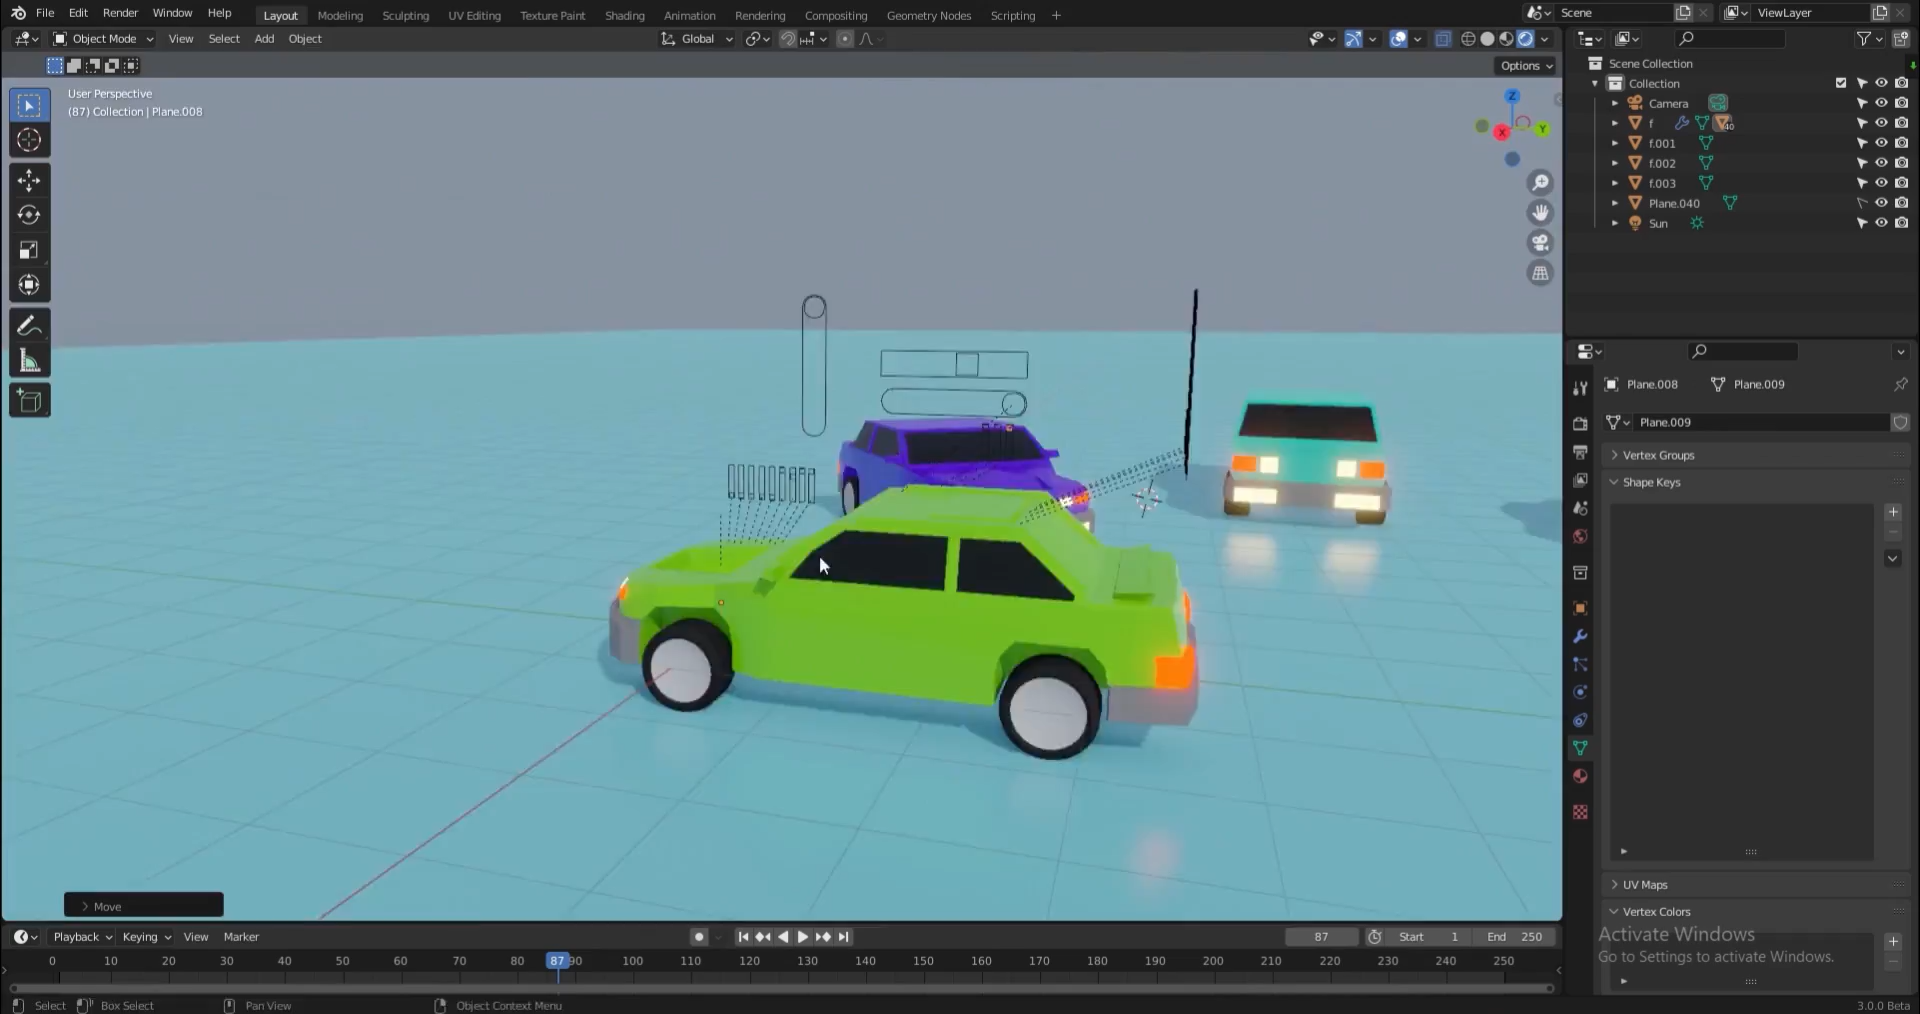 File Edit Render Window Help Layout Modeling Sculpting UV Editing Texture Paint Shading Animation Rendering Compositing Geometry Nodes Scripting + Scene ViewLayer
Object Mode View Select Add Object Global
Options
User Perspective
(87) Collection | Plane.008
Z
X
Y
Scene Collection
Collection
Camera
f 40
f.001
f.002
f.003
Plane.040
Sun
Plane.008 Plane.009
Plane.009
Vertex Groups
Shape Keys
UV Maps
Vertex Colors
Activate Windows
Go to Settings to activate Windows.
Move
Playback Keying View Marker 87 Start 1 End 250
0 10 20 30 40 50 60 70 80 87 90 100 110 120 130 140 150 160 170 180 190 200 210 220 230 240 250
Select Box Select Pan View Object Context Menu 3.0.0 Beta